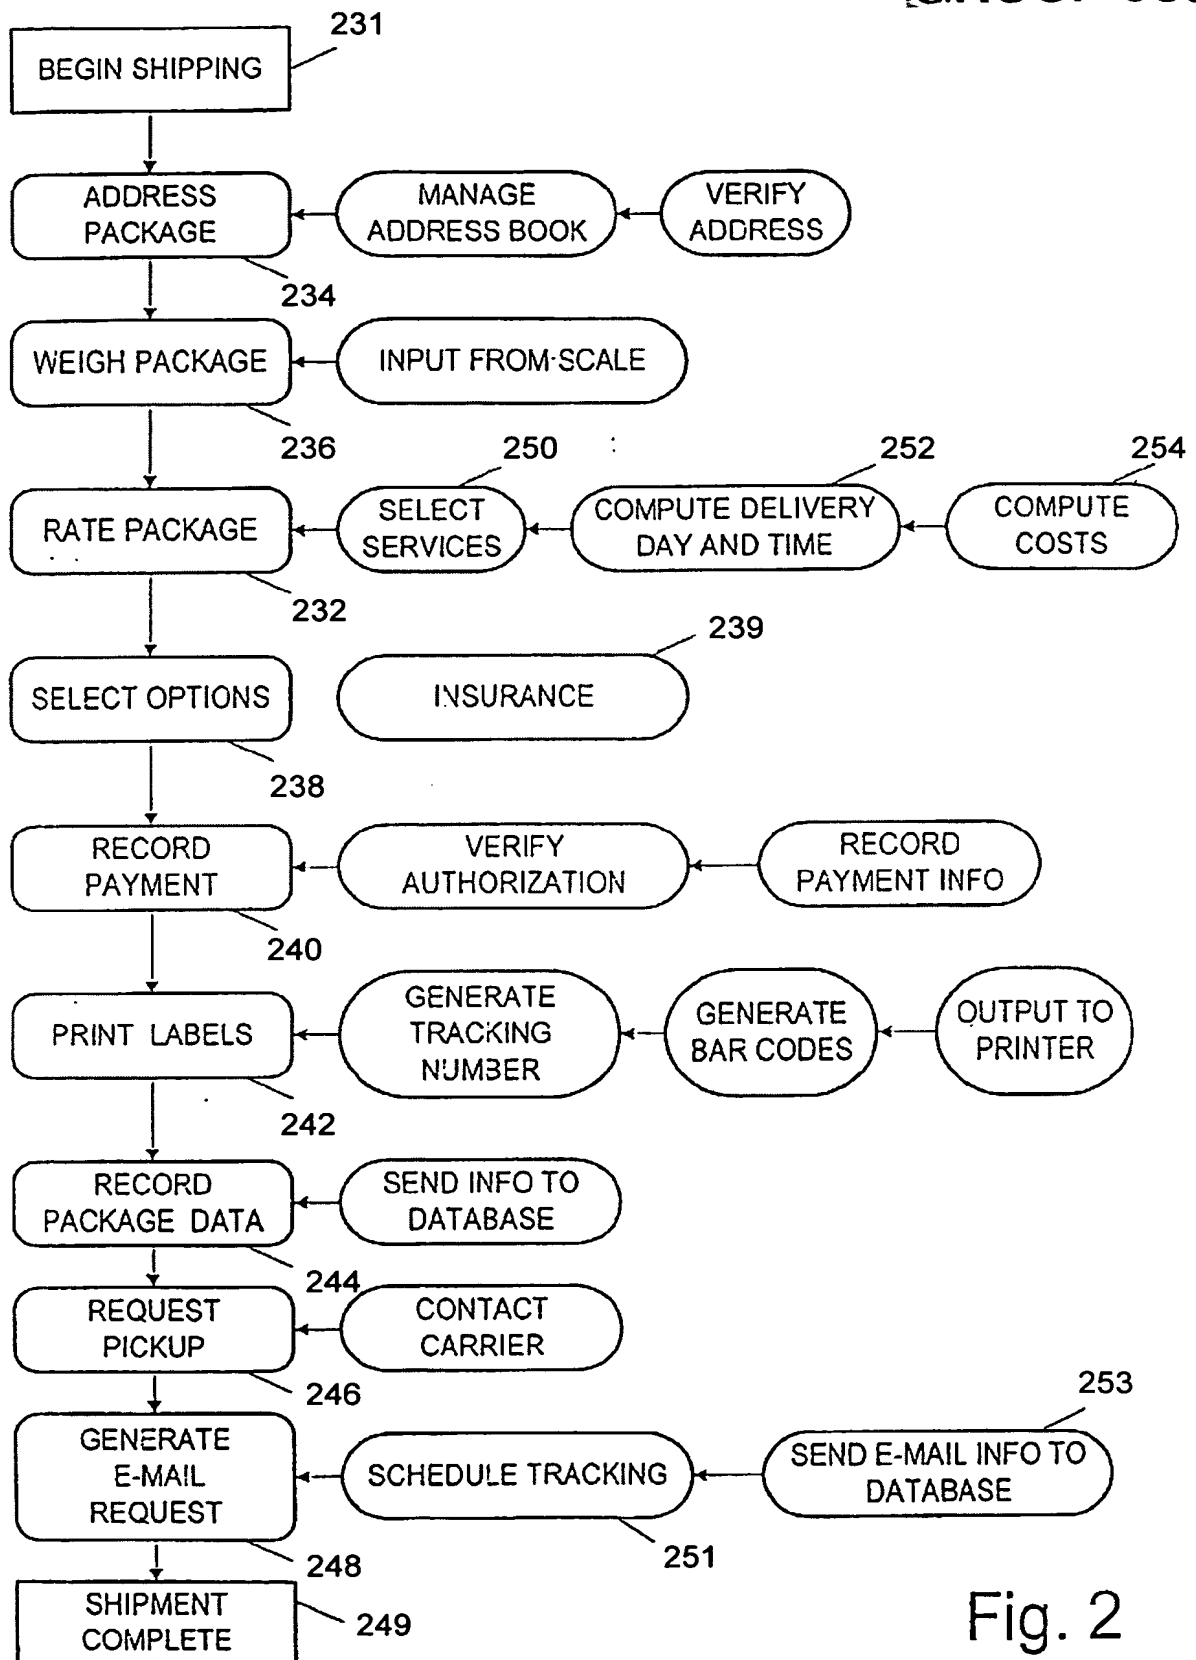 231
BEGIN SHIPPING
ADDRESS
PACKAGE
MANAGE
ADDRESS BOOK
VERIFY
ADDRESS
234
WEIGH PACKAGE
INPUT FROM SCALE
236
250
252
254
RATE PACKAGE
SELECT
SERVICES
COMPUTE DELIVERY
DAY AND TIME
COMPUTE
COSTS
232
239
SELECT OPTIONS
INSURANCE
238
RECORD
PAYMENT
VERIFY
AUTHORIZATION
RECORD
PAYMENT INFO
240
PRINT LABELS
GENERATE
TRACKING
NUMBER
GENERATE
BAR CODES
OUTPUT TO
PRINTER
242
RECORD
PACKAGE DATA
SEND INFO TO
DATABASE
244
REQUEST
PICKUP
CONTACT
CARRIER
246
253
GENERATE
E-MAIL
REQUEST
SCHEDULE TRACKING
SEND E-MAIL INFO TO
DATABASE
248
251
SHIPMENT
COMPLETE
249
Fig. 2